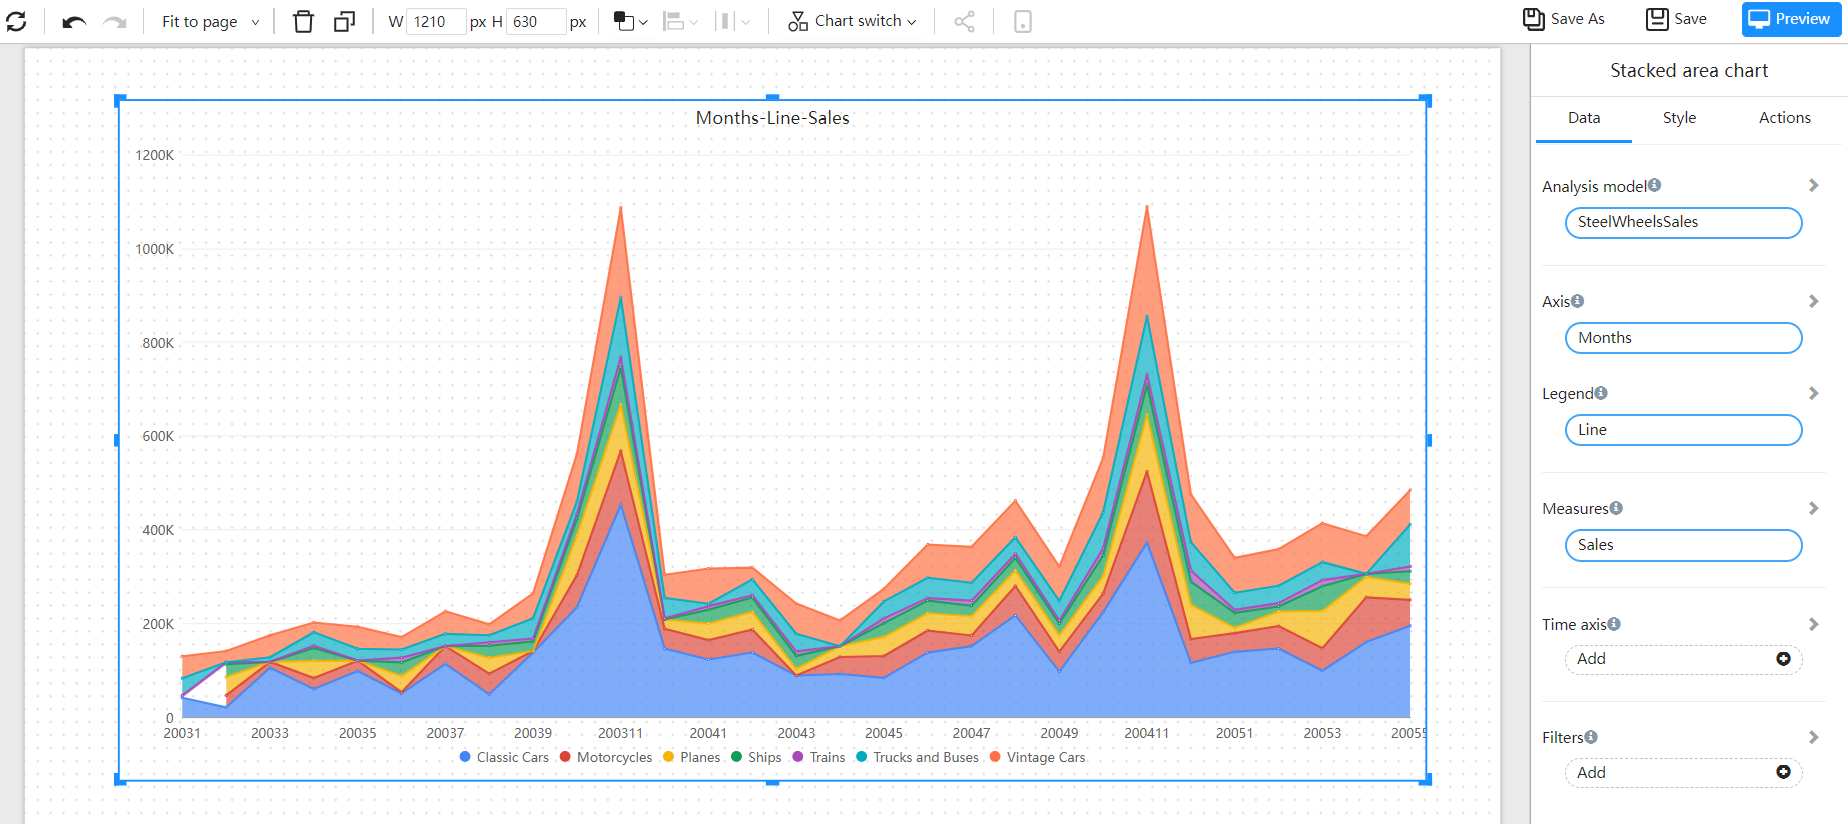 Fit to page W 1210 px H 630 px Chart switch Save As Save Preview
Stacked area chart
Data Style Actions
Months-Line-Sales
1200K
1000K
800K
600K
400K
200K
0
20031 20033 20035 20037 20039 200311 20041 20043 20045 20047 20049 200411 20051 20053 20055
Classic Cars Motorcycles Planes Ships Trains Trucks and Buses Vintage Cars
Analysis model
SteelWheelsSales
Axis
Months
Legend
Line
Measures
Sales
Time axis
Add
Filters
Add